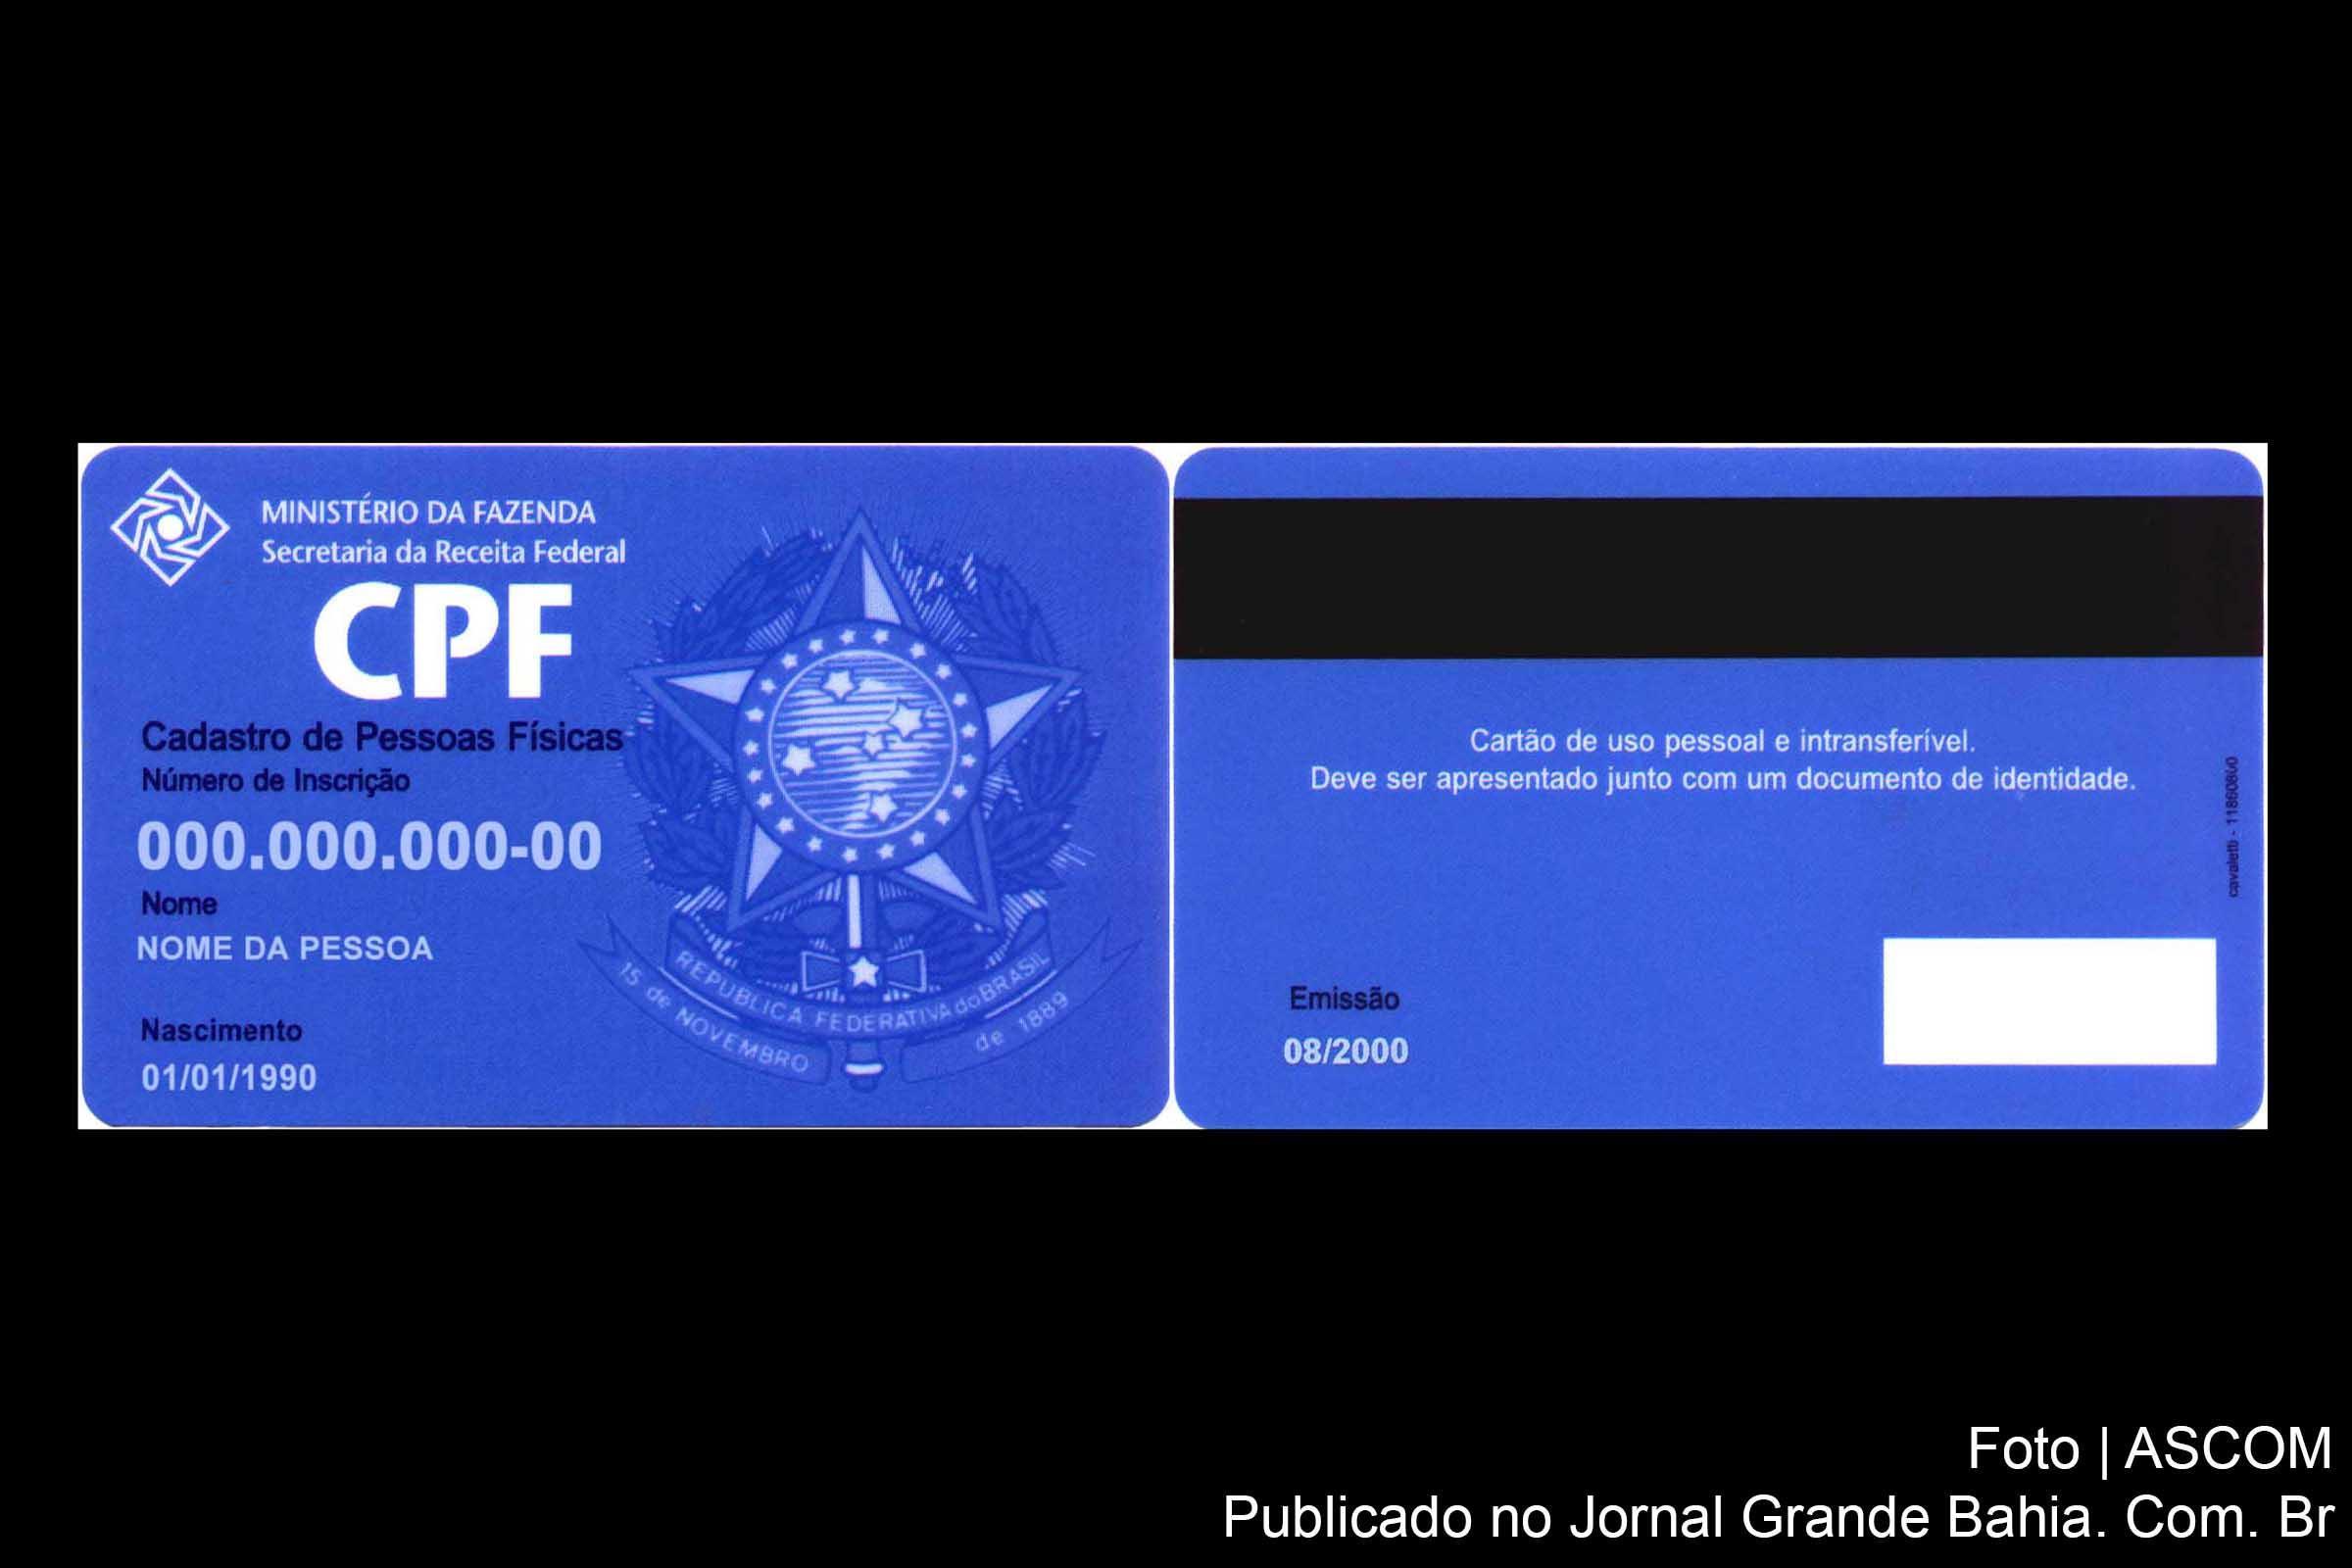 MINISTÉRIO DA FAZENDA
Secretaria da Receita Federal
CPF
Cadastro de Pessoas Físicas
Número de Inscrição
000.000.000-00
Nome
NOME DA PESSOA
Nascimento
01/01/1990
REPUBLICA FEDERATIVA do BRASIL
15 de NOVEMBRO de 1889
Cartão de uso pessoal e intransferível.
Deve ser apresentado junto com um documento de identidade.
cavaletti - 11860800
Emissão
08/2000
Foto | ASCOM
Publicado no Jornal Grande Bahia. Com. Br